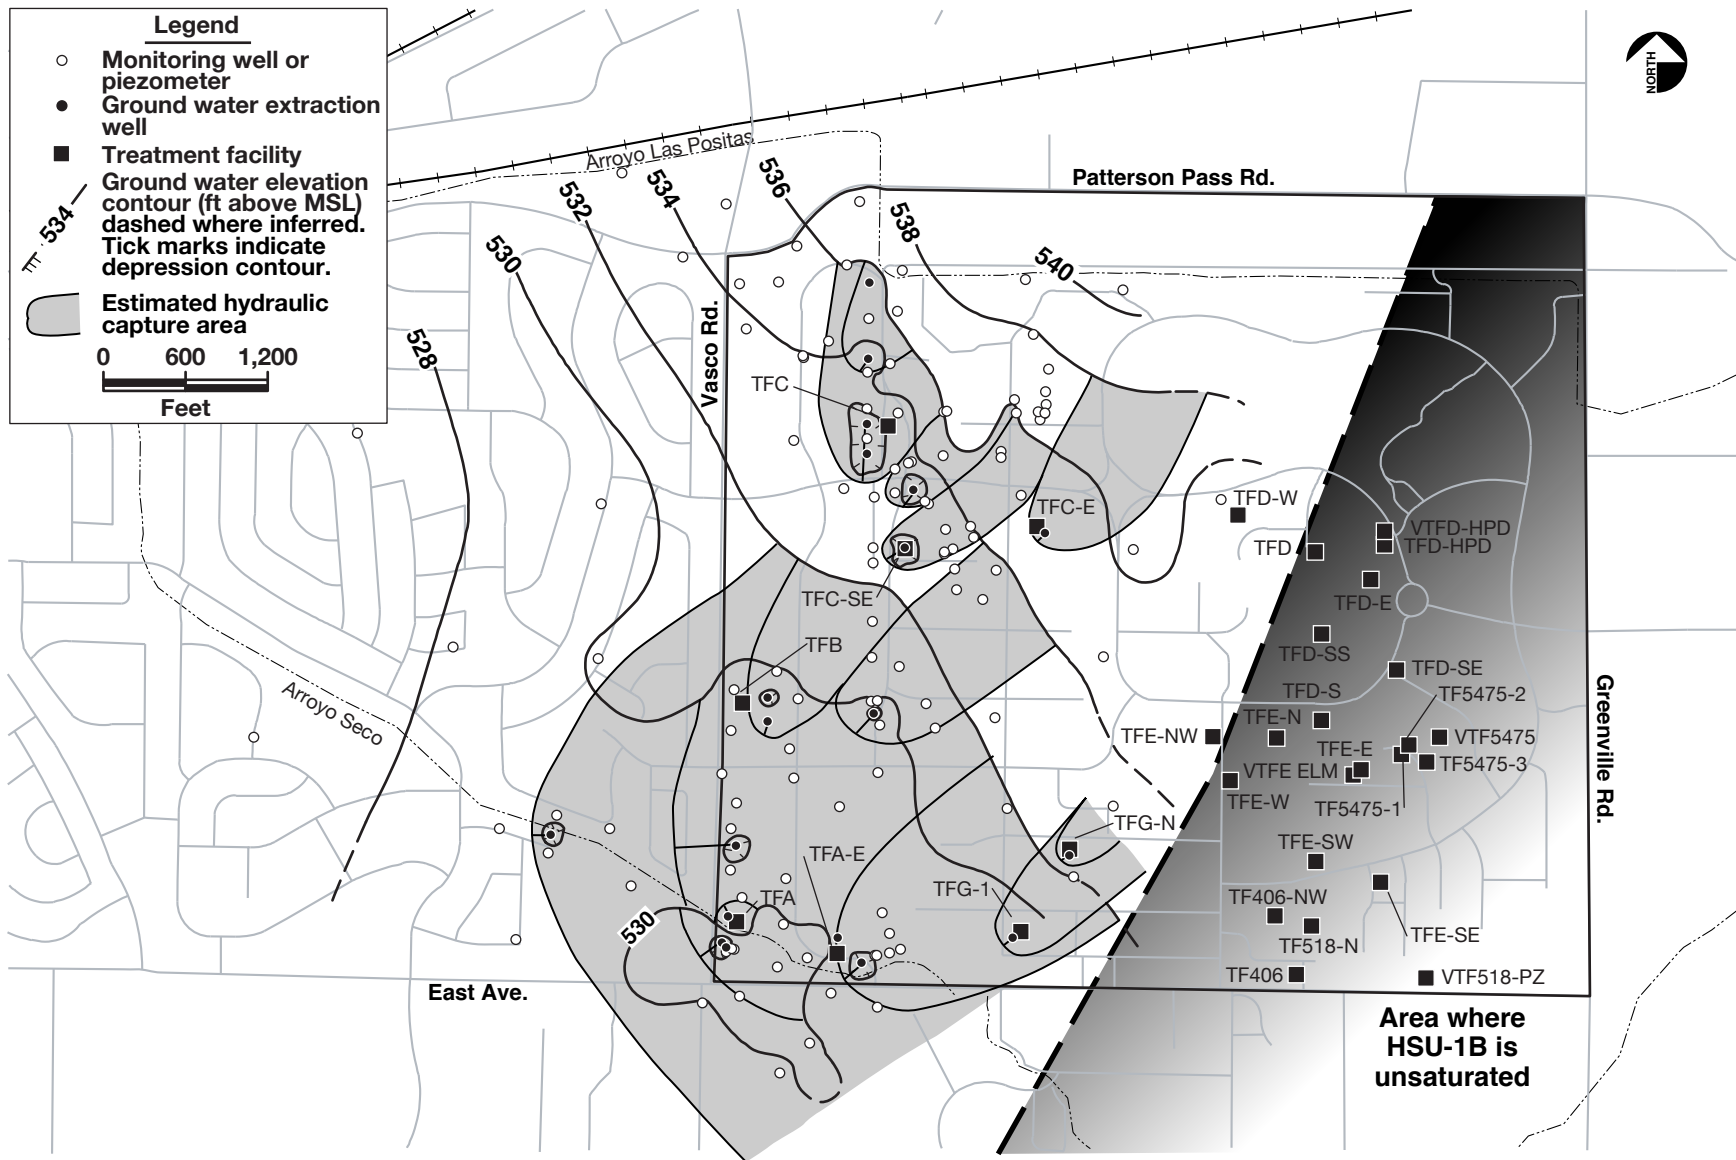 Legend
Monitoring well or
piezometer
Ground water extraction
well
Treatment facility
Ground water elevation
contour (ft above MSL)
dashed where inferred.
Tick marks indicate
depression contour.
534
Estimated hydraulic
capture area
0 600 1,200
Feet
NORTH
Arroyo Las Positas
Patterson Pass Rd.
528
530
532
534
536
538
540
Vasco Rd.
TFC
TFC-E
TFD-W
VTFD-HPD
TFD
TFD-HPD
TFD-E
TFC-SE
TFB
TFD-SS
TFD-SE
TFD-S
TF5475-2
Arroyo Seco
Greenville Rd.
TFE-N
TFE-NW
TFE-E
VTF5475
VTFE ELM
TF5475-3
TFE-W
TF5475-1
TFG-N
TFE-SW
TFA-E
TFG-1
TFA
TF406-NW
530
TF518-N
TFE-SE
TF406
VTF518-PZ
East Ave.
Area where
HSU-1B is
unsaturated